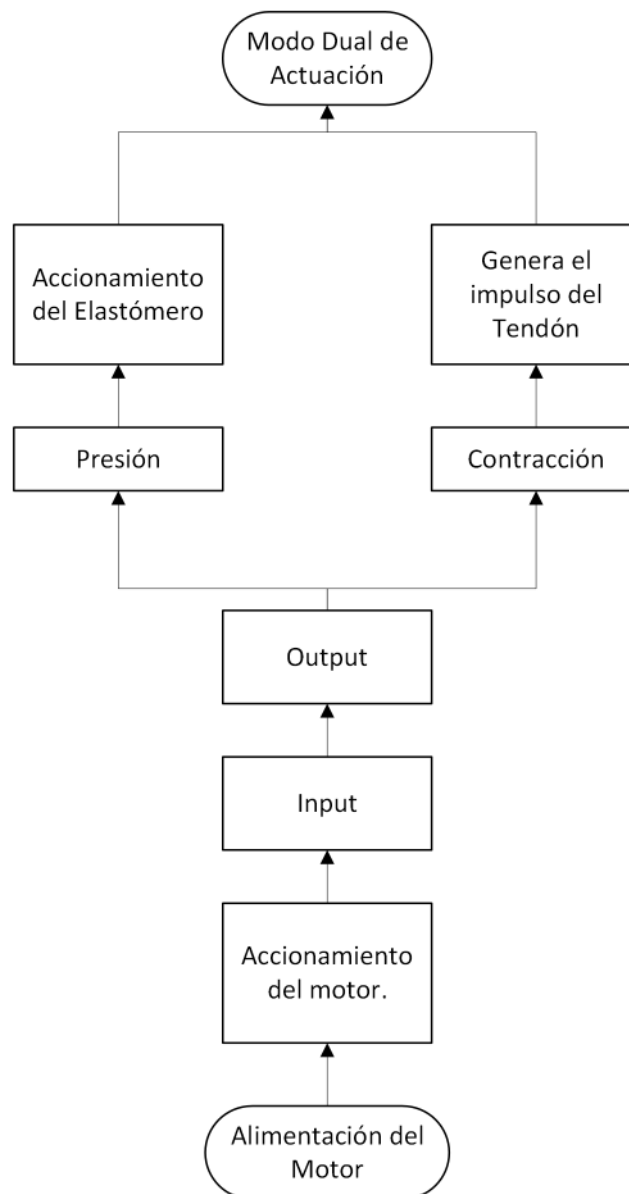 Modo Dual de
Actuación
Accionamiento
del Elastómero
Genera el
impulso del
Tendón
Presión
Contracción
Output
Input
Accionamiento
del motor.
Alimentación del
Motor